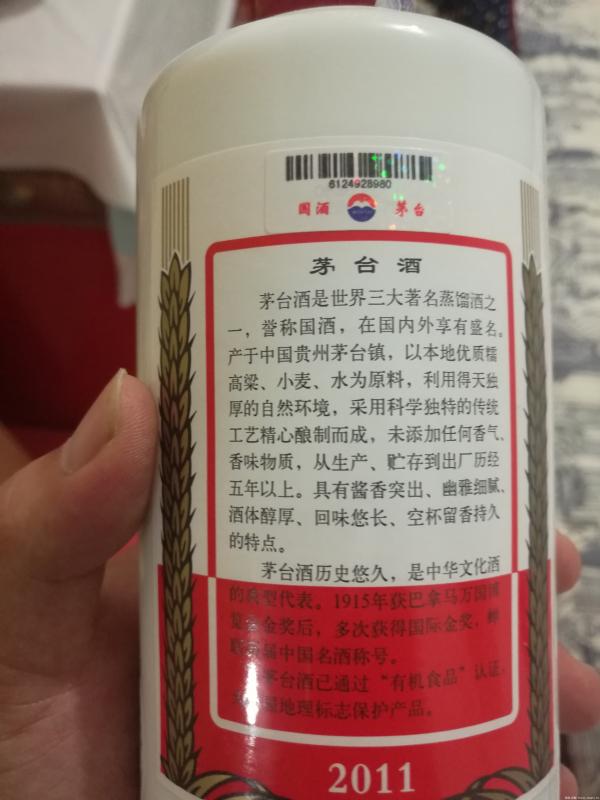 6124928980
国酒 茅台
茅台酒
茅台酒是世界三大著名蒸馏酒之
一，誉称国酒，在国内外享有盛名。
产于中国贵州茅台镇，以本地优质糯
高粱、小麦、水为原料，利用得天独
厚的自然环境，采用科学独特的传统
工艺精心酿制而成，未添加任何香气、
香味物质，从生产、贮存到出厂历经
五年以上。具有酱香突出、幽雅细腻、
酒体醇厚、回味悠长、空杯留香持久
的特点。
茅台酒历史悠久，是中华文化酒
的典型代表。1915年获巴拿马万国博
览会金奖后，多次获得国际金奖，蝉
联历届中国名酒称号。
茅台酒已通过“有机食品”认证，
国地理标志保护产品。
2011